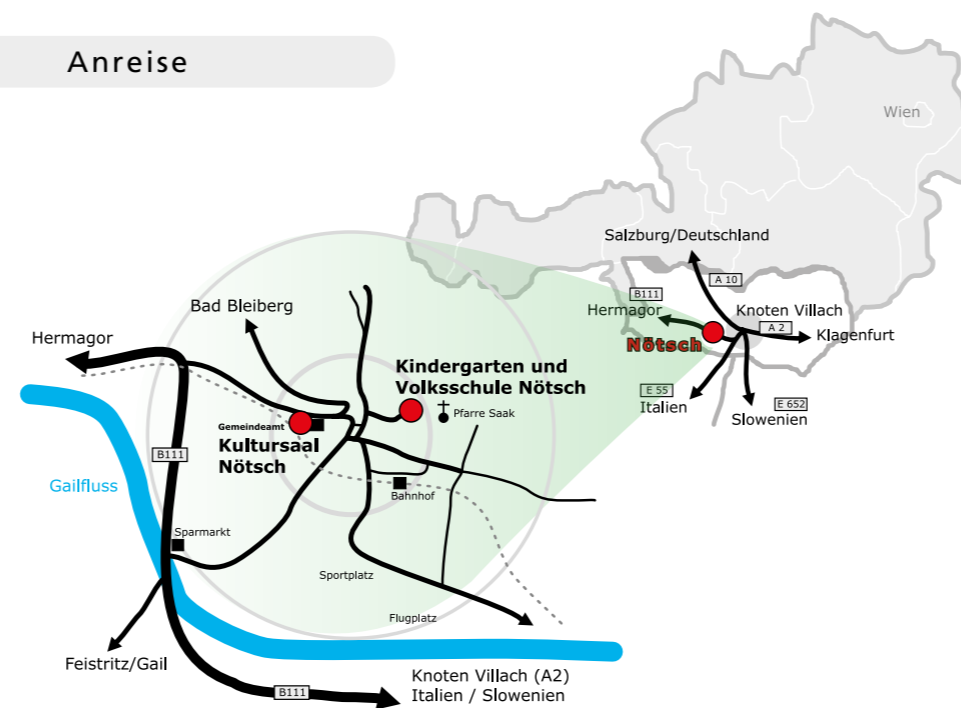 Anreise
Wien
Salzburg/Deutschland
A 10
B111
Hermagor
Knoten Villach
A 2
Klagenfurt
Nötsch
E 55
Italien
E 652
Slowenien
Bad Bleiberg
Hermagor
Kindergarten und
Volksschule Nötsch
Pfarre Saak
Gemeindeamt
Kultursaal
Nötsch
B111
Gailfluss
Bahnhof
Sparmarkt
Sportplatz
Flugplatz
Feistritz/Gail
B111
Knoten Villach (A2)
Italien / Slowenien